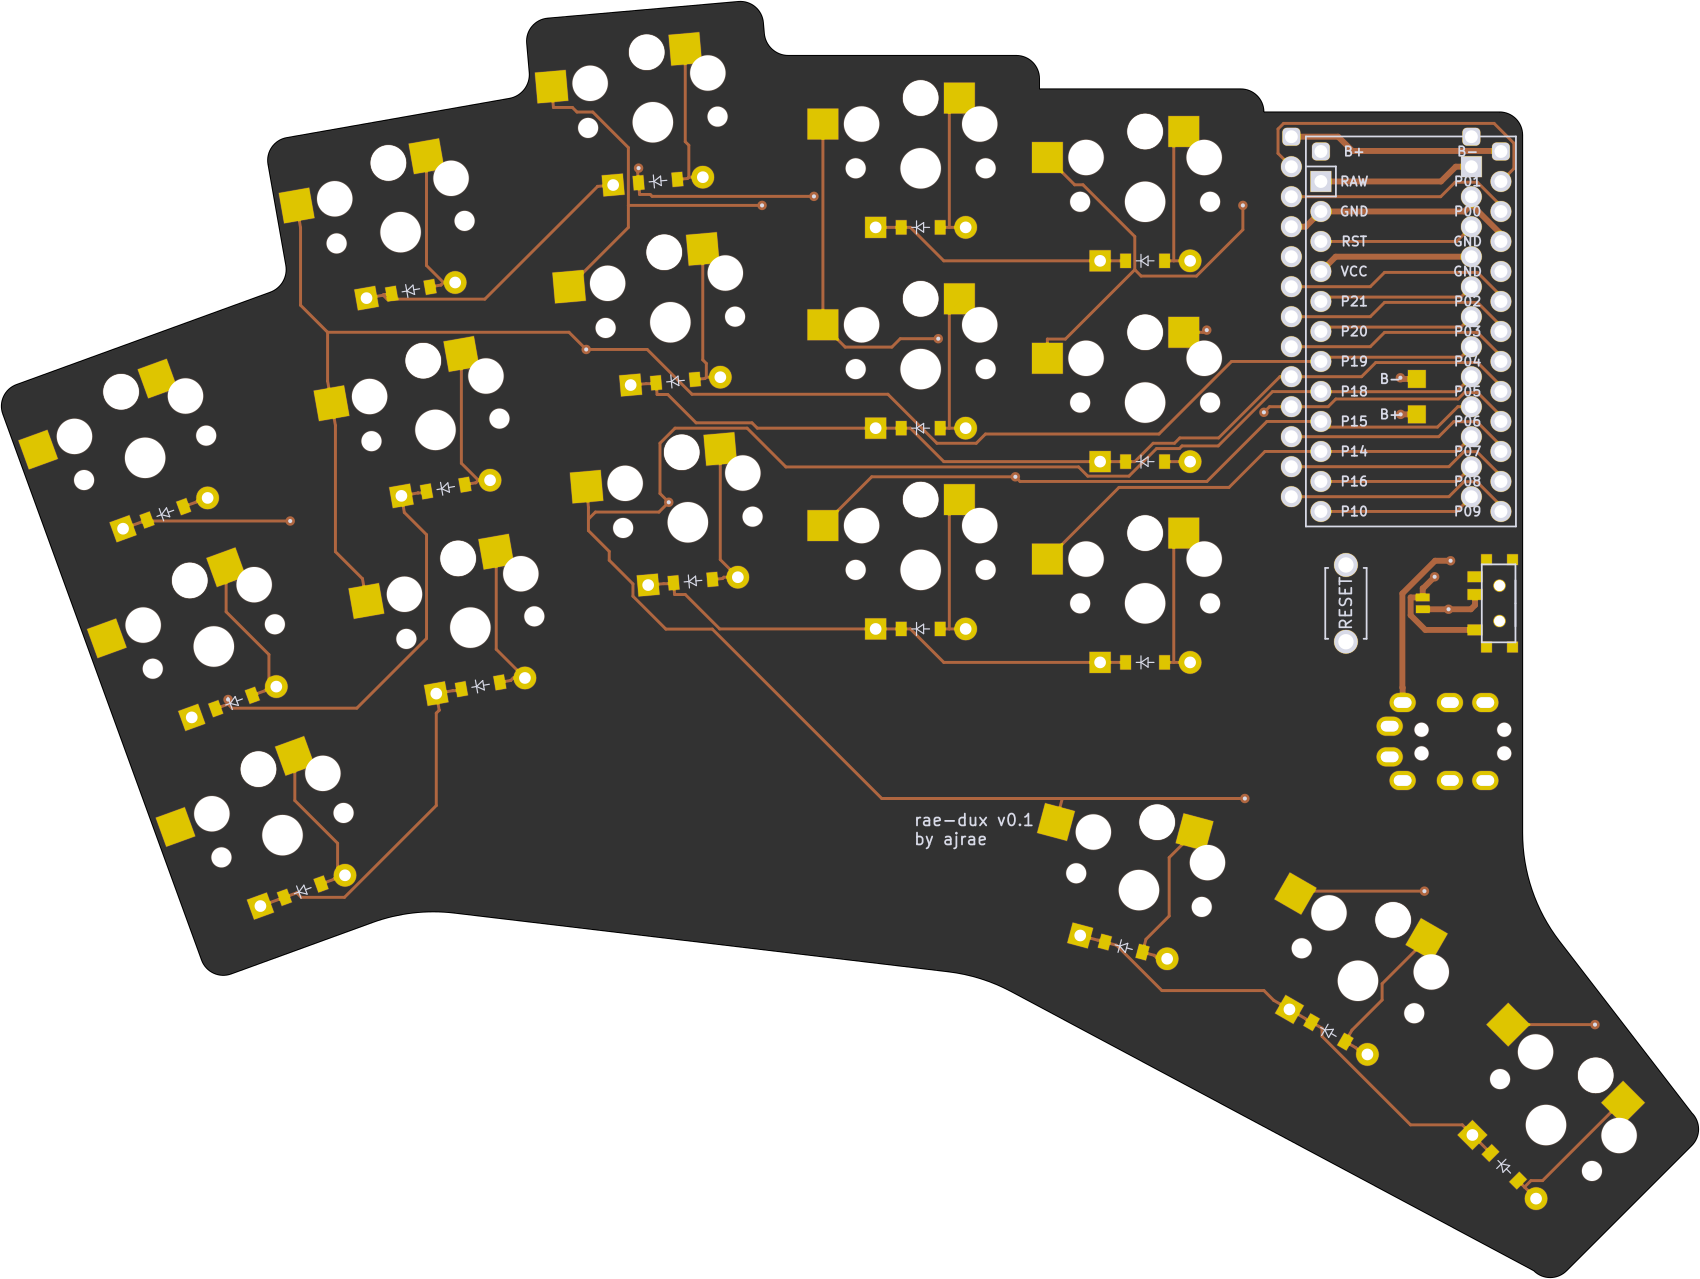 B+ B-
RAW P01
GND P00
RST GND
VCC GND
P21 P02
P20 P03
P19 P04
B-
P18 P05
B+
P15 P06
P14 P07
P16 P08
P10 P09
RESET
rae-dux v0.1
by ajrae